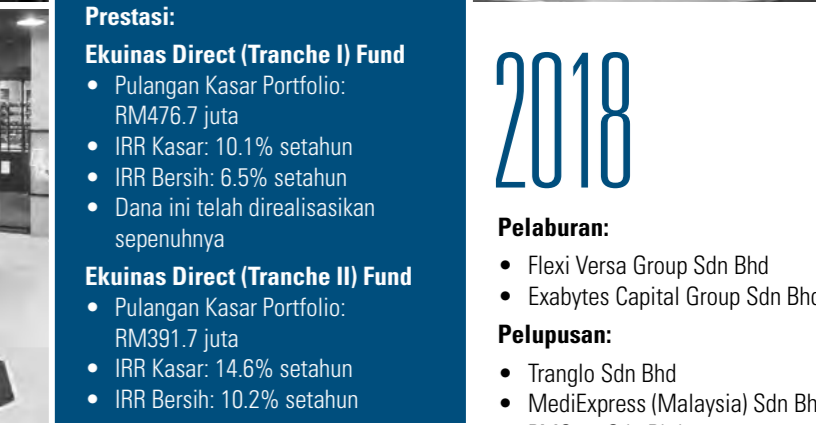 Prestasi:
Ekuinas Direct (Tranche I) Fund
• Pulangan Kasar Portfolio:
RM476.7 juta
• IRR Kasar: 10.1% setahun
• IRR Bersih: 6.5% setahun
• Dana ini telah direalisasikan
sepenuhnya
Ekuinas Direct (Tranche II) Fund
• Pulangan Kasar Portfolio:
RM391.7 juta
• IRR Kasar: 14.6% setahun
• IRR Bersih: 10.2% setahun
2018
Pelaburan:
• Flexi Versa Group Sdn Bhd
• Exabytes Capital Group Sdn Bhd
Pelupusan:
• Tranglo Sdn Bhd
• MediExpress (Malaysia) Sdn Bh